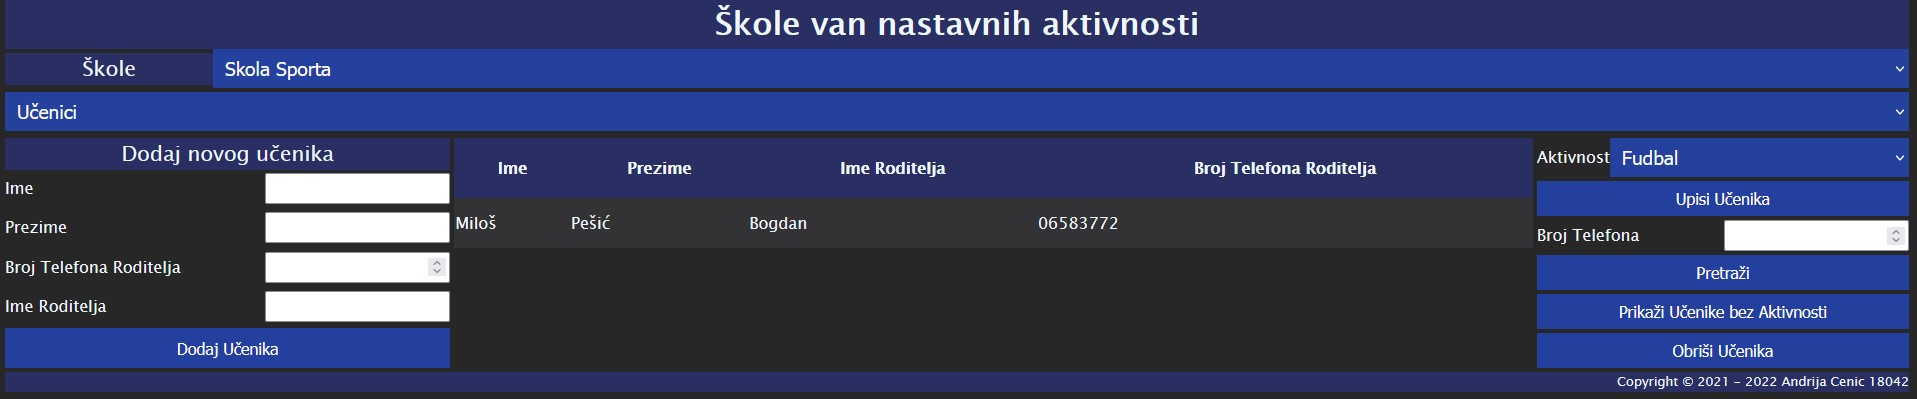 Škole van nastavnih aktivnosti
Škole Skola Sporta
Učenici
Dodaj novog učenika
Ime
Prezime
Broj Telefona Roditelja
Ime Roditelja
Dodaj Učenika
Ime Prezime Ime Roditelja Broj Telefona Roditelja
Miloš Pešić Bogdan 06583772
Aktivnost Fudbal
Upisi Učenika
Broj Telefona
Pretraži
Prikaži Učenike bez Aktivnosti
Obriši Učenika
Copyright © 2021 - 2022 Andrija Cenic 18042